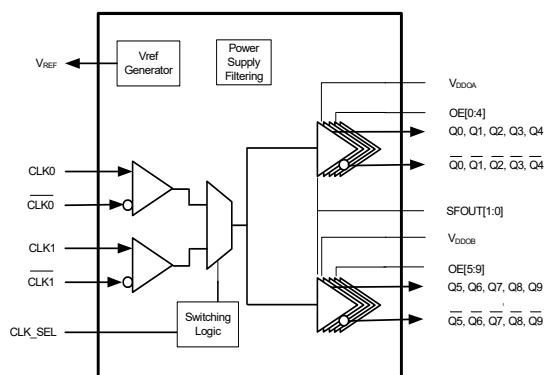 Vref
Generator
Power
Supply
Filtering
VREF
VDDOA
OE[0:4]
Q0, Q1, Q2, Q3, Q4
Q0, Q1, Q2, Q3, Q4
CLK0
CLK0
SFOUT[1:0]
CLK1
VDDOB
CLK1
OE[5:9]
Q5, Q6, Q7, Q8, Q9
Switching
Logic
CLK_SEL
Q5, Q6, Q7, Q8, Q9